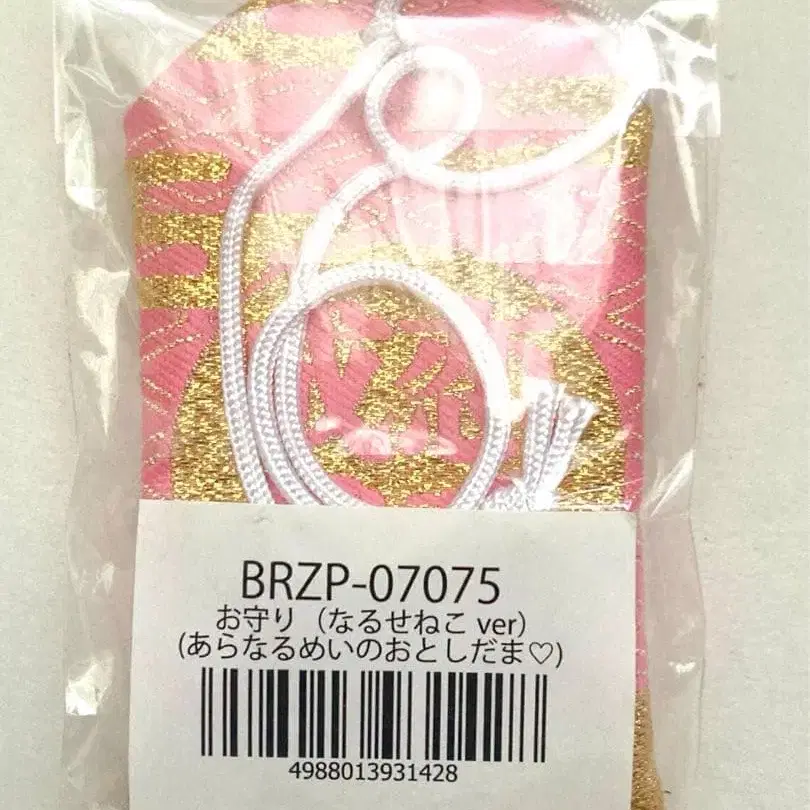 BRZP-07075
お守り（なるせねこ ver）
(あらなるめいのおとしだま♡)
4988013931428